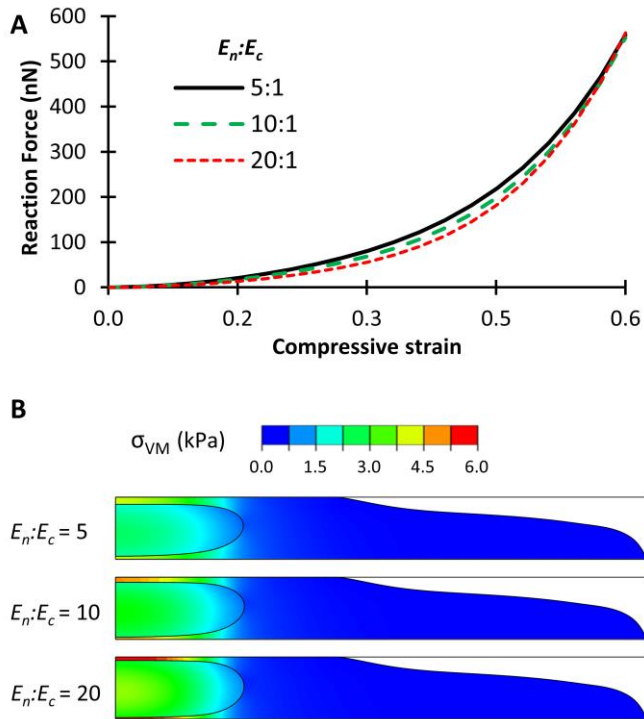 A
Reaction Force (nN)
600
500
400
300
200
100
0
0.0 0.2 0.3 0.5 0.6
Compressive strain
En:Ec
5:1
10:1
20:1
B
σVM (kPa)
0.0 1.5 3.0 4.5 6.0
En:Ec = 5
En:Ec = 10
En:Ec = 20